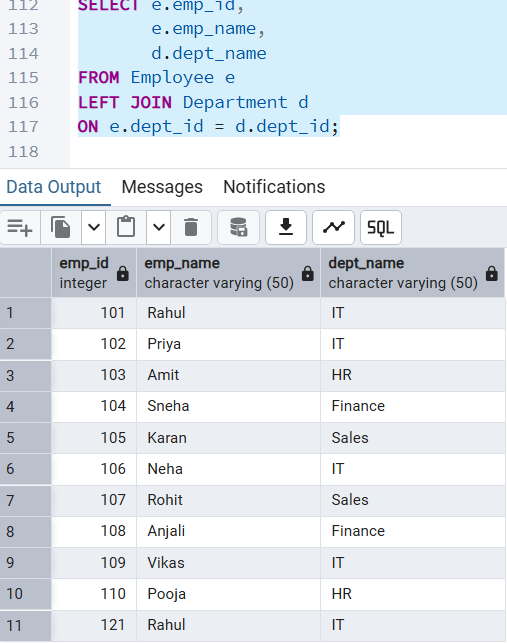 112 SELECT e.emp_id,
113 e.emp_name,
114 d.dept_name
115 FROM Employee e
116 LEFT JOIN Department d
117 ON e.dept_id = d.dept_id;
118
Data Output Messages Notifications
SQL
emp_id emp_name dept_name
integer character varying (50) character varying (50)
1 101 Rahul IT
2 102 Priya IT
3 103 Amit HR
4 104 Sneha Finance
5 105 Karan Sales
6 106 Neha IT
7 107 Rohit Sales
8 108 Anjali Finance
9 109 Vikas IT
10 110 Pooja HR
11 121 Rahul IT